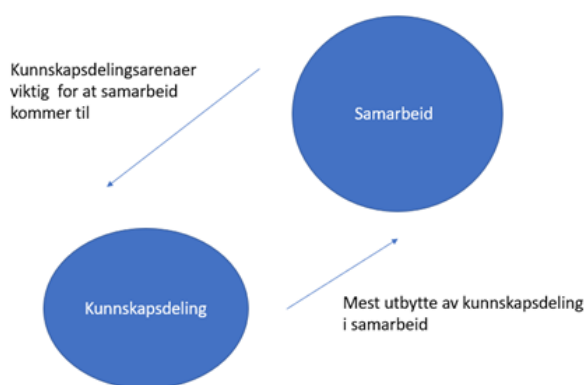 Kunnskapsdelingsarenaer
viktig for at samarbeid
kommer til
Samarbeid
Kunnskapsdeling
Mest utbytte av kunnskapsdeling
i samarbeid